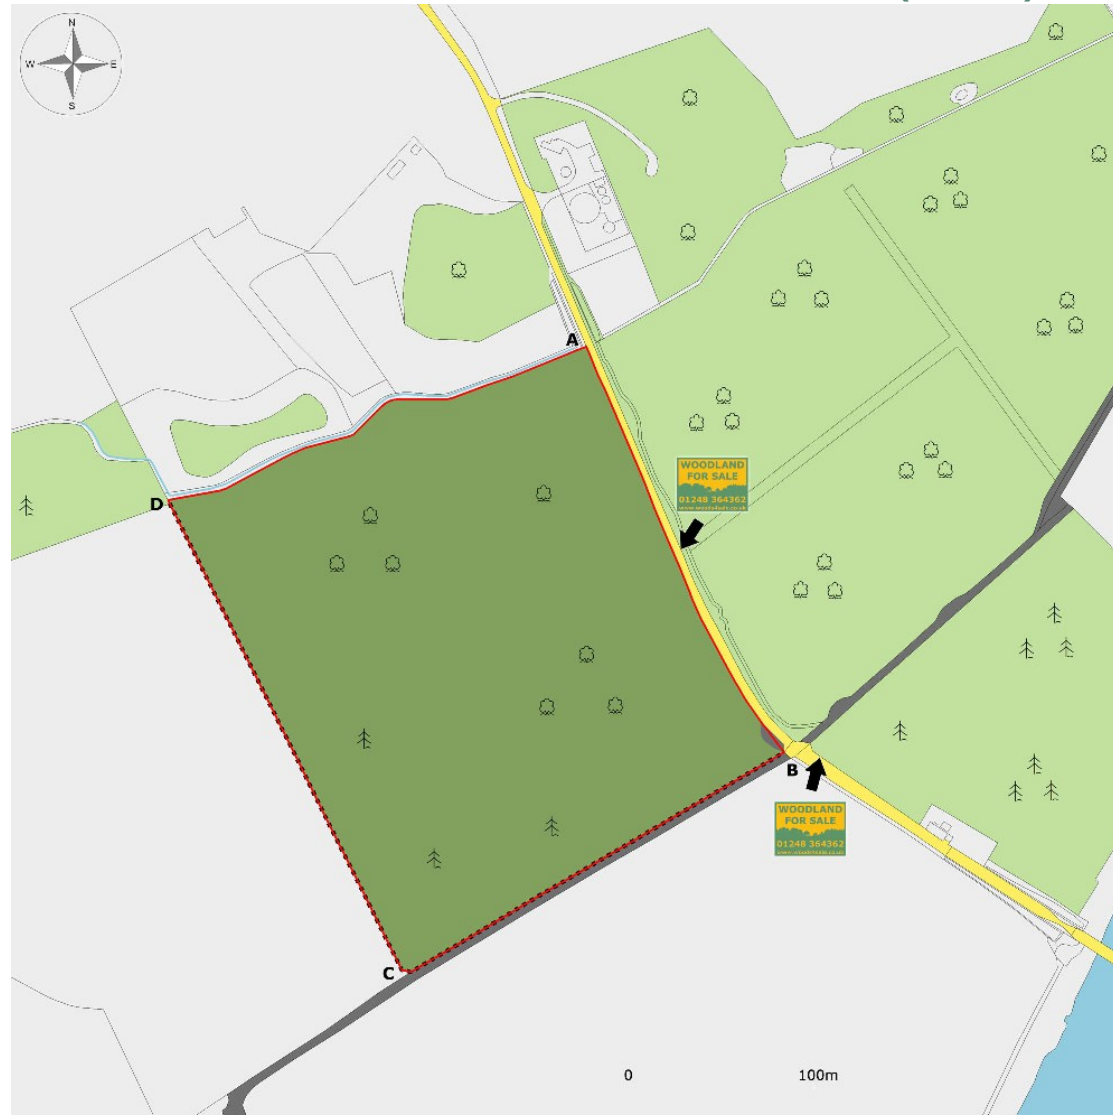 N
W E
S
A
D
WOODLAND
FOR SALE
01248 364362
B
WOODLAND
FOR SALE
01248 364362
C
0 100m